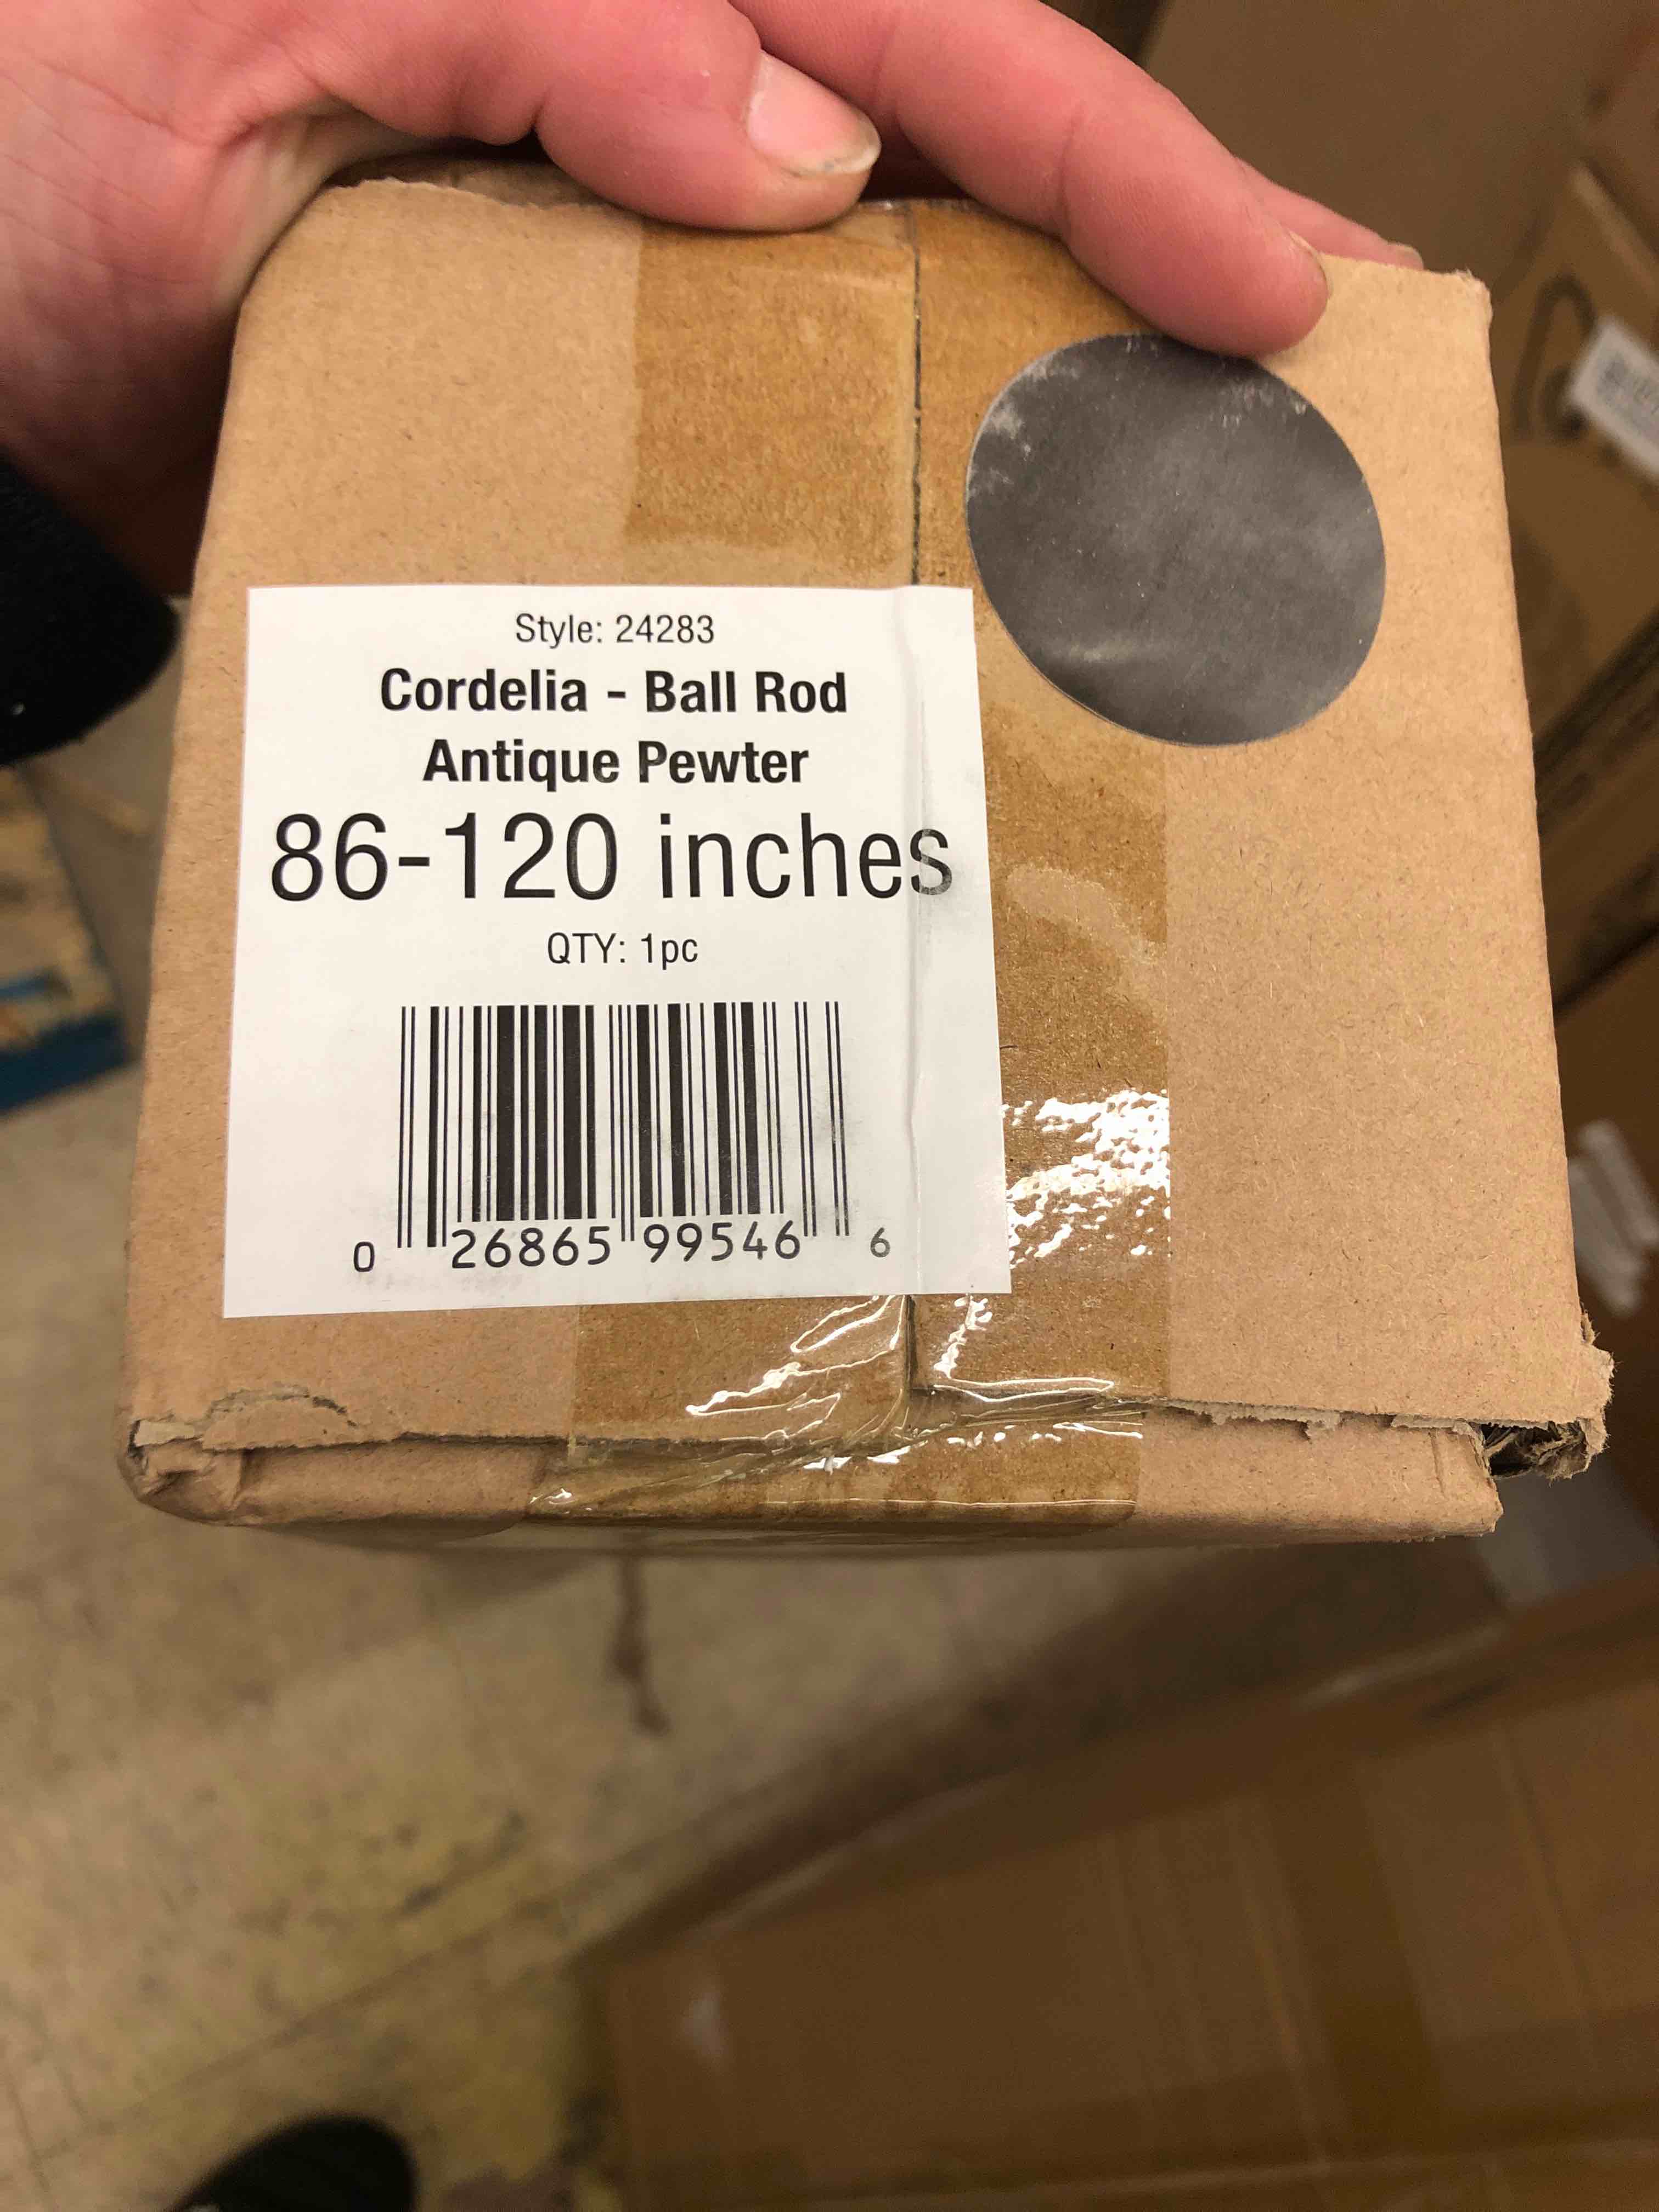 Style: 24283
Cordelia - Ball Rod
Antique Pewter
86-120 inches
QTY: 1pc
0 26865 99546 6